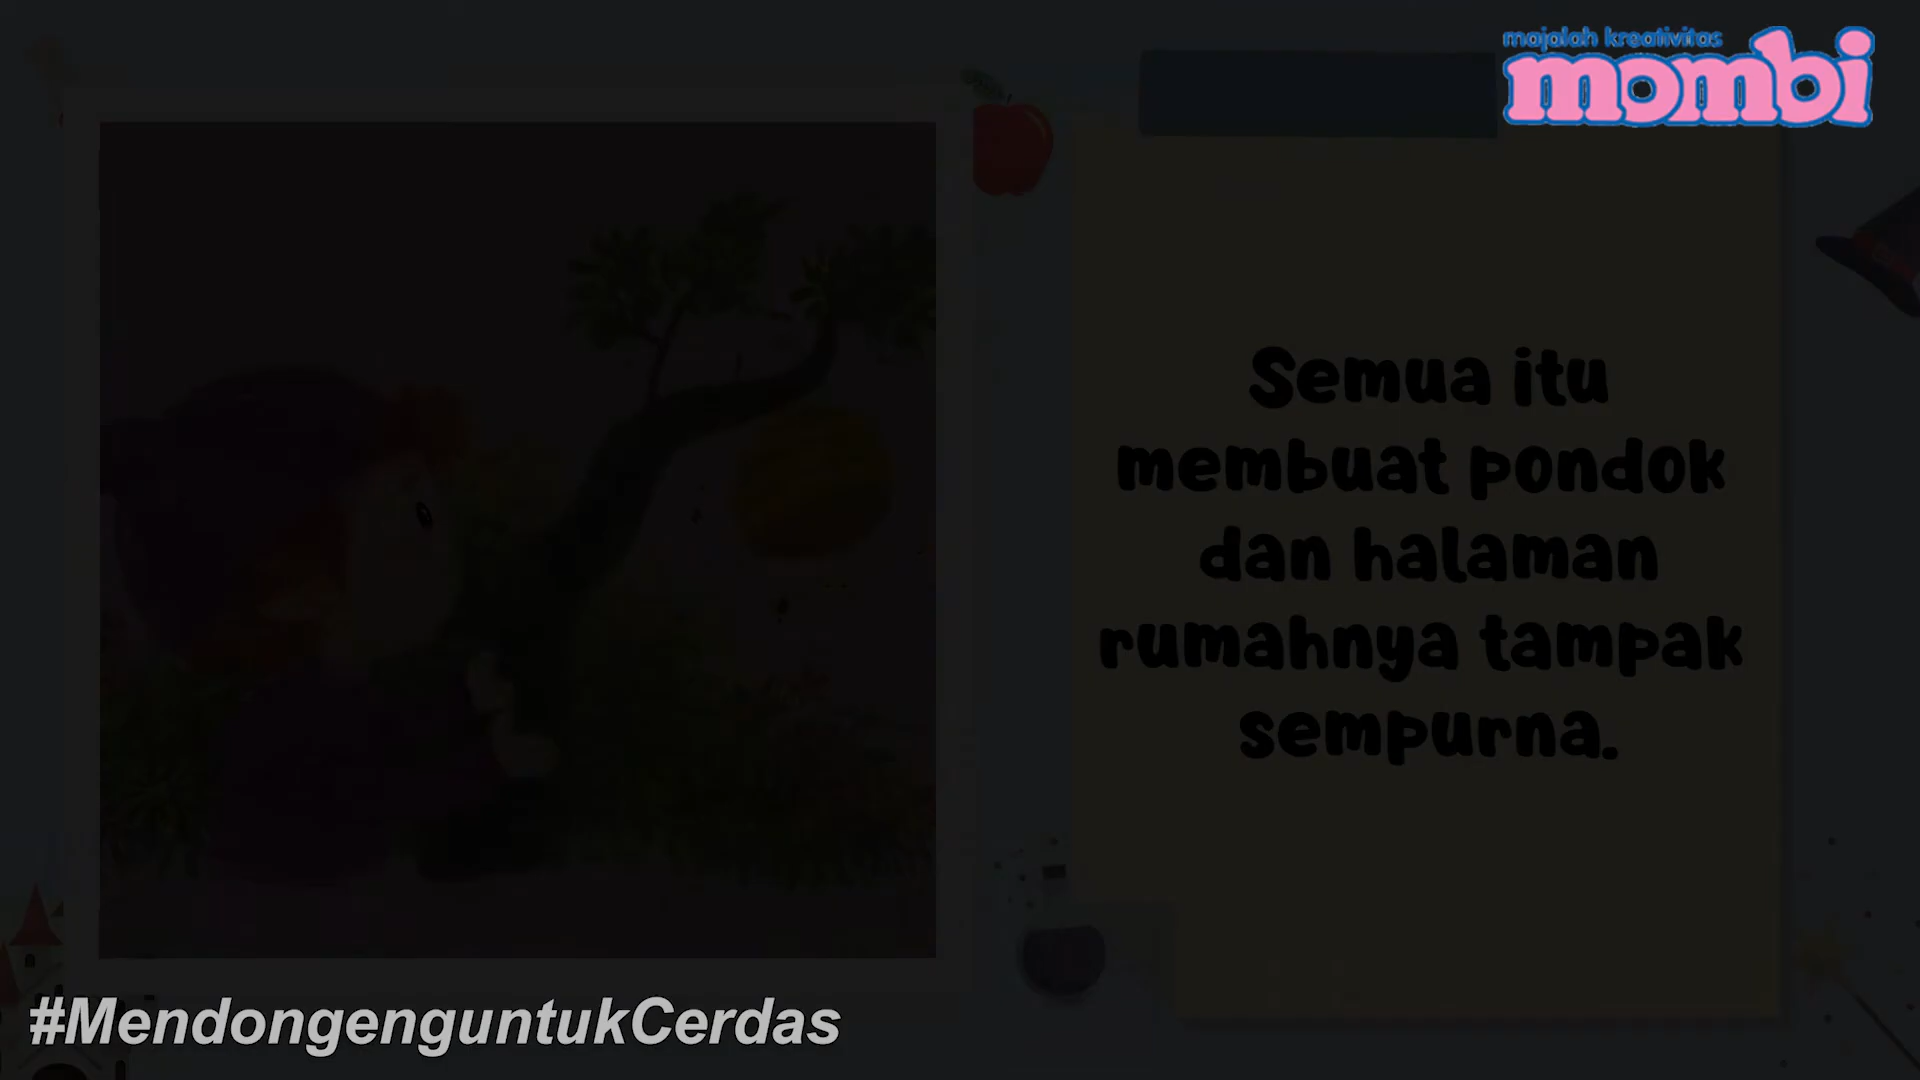 majalah kreativitas
mombi
Semua itu
membuat pondok
dan halaman
rumahnya tampak
sempurna.
#MendongenguntukCerdas